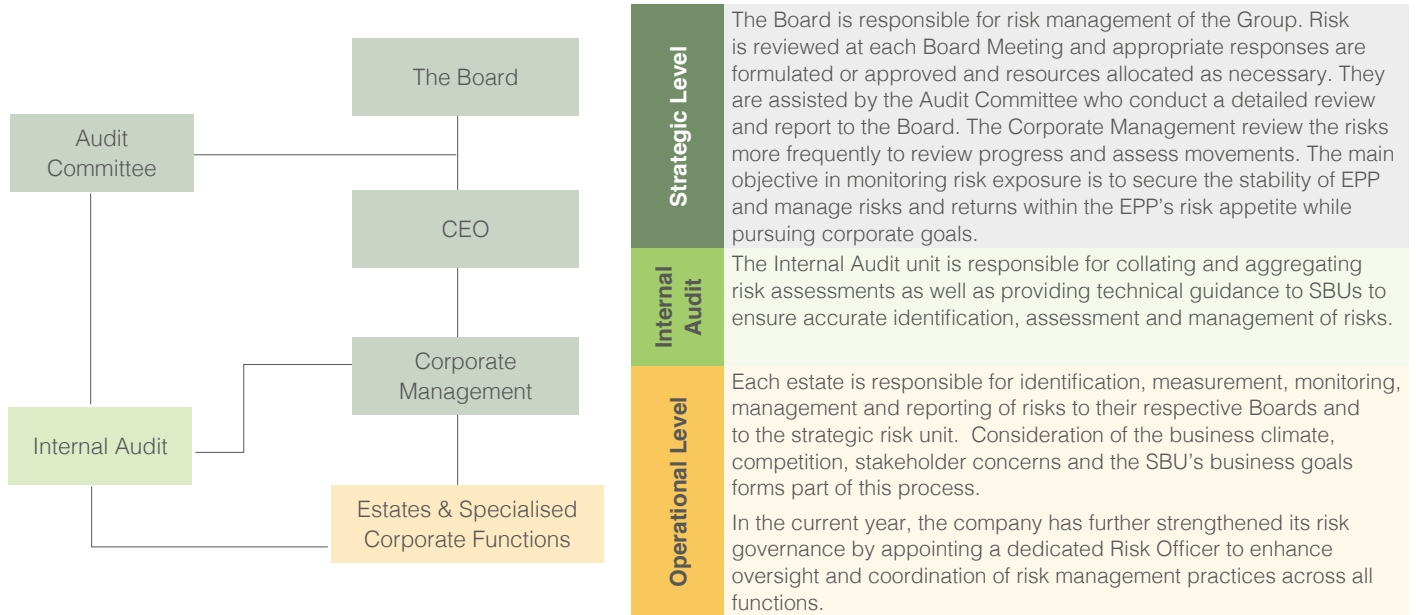 The Board
Audit
Committee
CEO
Corporate
Management
Internal Audit
Estates & Specialised
Corporate Functions
Strategic Level
The Board is responsible for risk management of the Group. Risk
is reviewed at each Board Meeting and appropriate responses are
formulated or approved and resources allocated as necessary. They
are assisted by the Audit Committee who conduct a detailed review
and report to the Board. The Corporate Management review the risks
more frequently to review progress and assess movements. The main
objective in monitoring risk exposure is to secure the stability of EPP
and manage risks and returns within the EPP’s risk appetite while
pursuing corporate goals.
Internal
Audit
The Internal Audit unit is responsible for collating and aggregating
risk assessments as well as providing technical guidance to SBUs to
ensure accurate identification, assessment and management of risks.
Operational Level
Each estate is responsible for identification, measurement, monitoring,
management and reporting of risks to their respective Boards and
to the strategic risk unit.  Consideration of the business climate,
competition, stakeholder concerns and the SBU’s business goals
forms part of this process.
In the current year, the company has further strengthened its risk
governance by appointing a dedicated Risk Officer to enhance
oversight and coordination of risk management practices across all
functions.